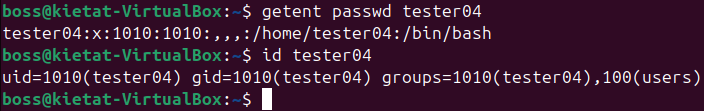 boss@kietat-VirtualBox:~$ getent passwd tester04
tester04:x:1010:1010:,,,:/home/tester04:/bin/bash
boss@kietat-VirtualBox:~$ id tester04
uid=1010(tester04) gid=1010(tester04) groups=1010(tester04),100(users)
boss@kietat-VirtualBox:~$